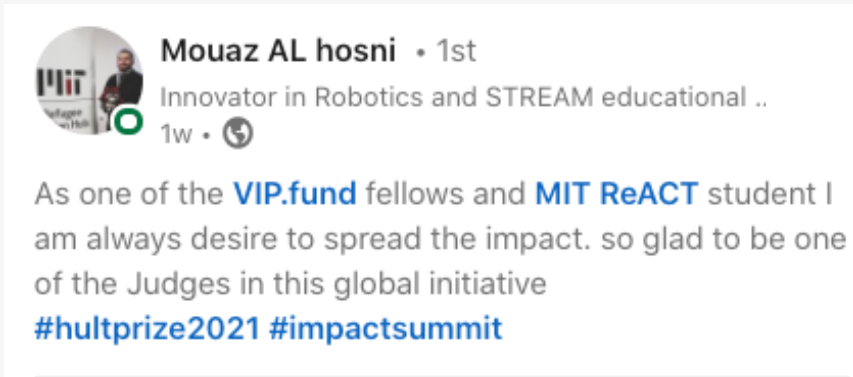 Mouaz AL hosni • 1st
Innovator in Robotics and STREAM educational ..
1w •
As one of the VIP.fund fellows and MIT ReACT student I
am always desire to spread the impact. so glad to be one
of the Judges in this global initiative
#hultprize2021 #impactsummit
MIT